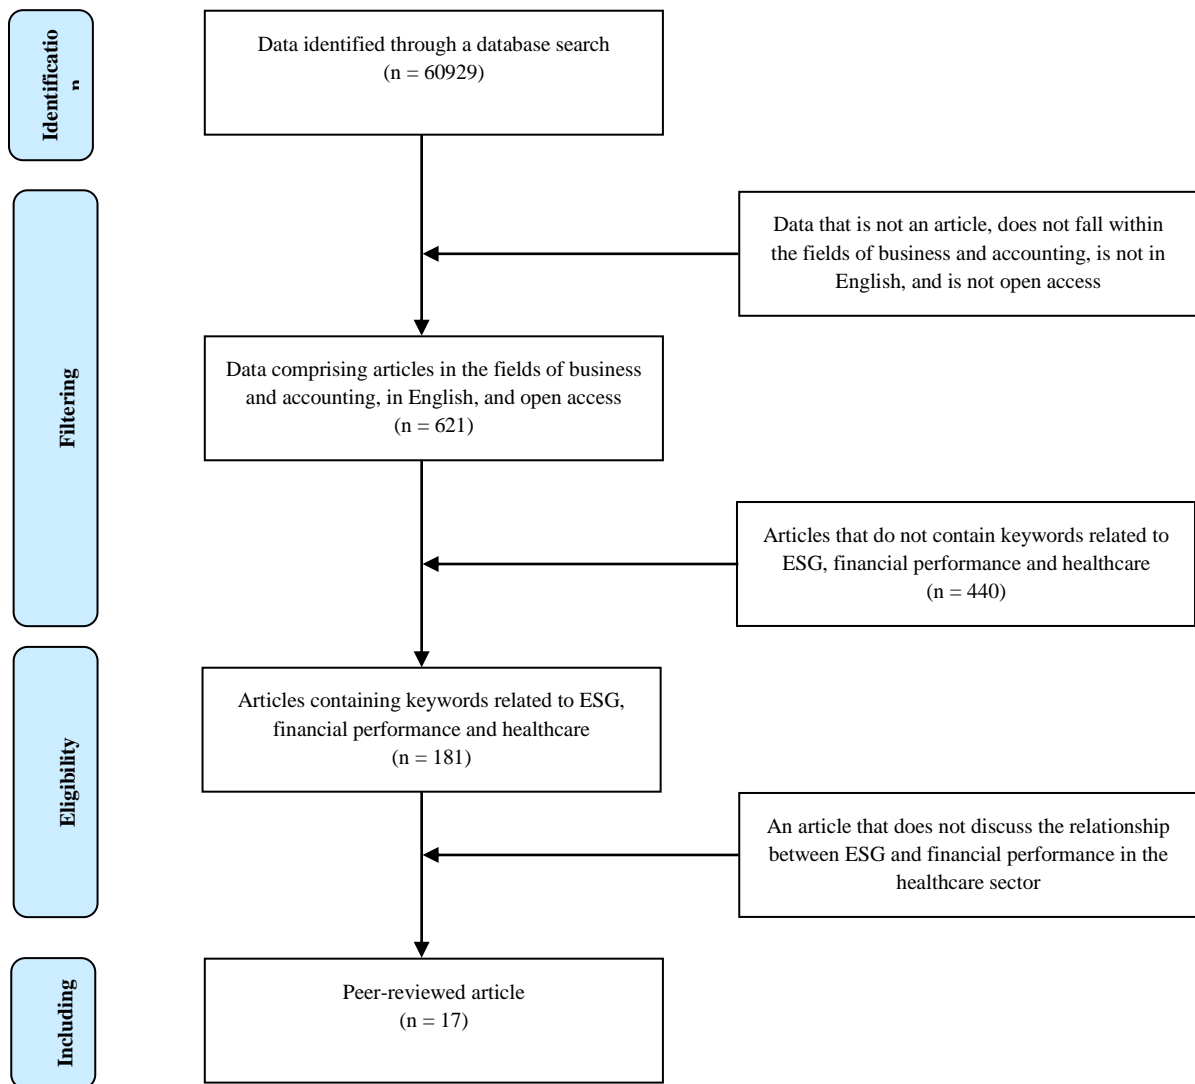 Identificatio
n
Data identified through a database search
(n = 60929)
Filtering
Data that is not an article, does not fall within
the fields of business and accounting, is not in
English, and is not open access
Data comprising articles in the fields of business
and accounting, in English, and open access
(n = 621)
Articles that do not contain keywords related to
ESG, financial performance and healthcare
(n = 440)
Eligibility
Articles containing keywords related to ESG,
financial performance and healthcare
(n = 181)
An article that does not discuss the relationship
between ESG and financial performance in the
healthcare sector
Including
Peer-reviewed article
(n = 17)